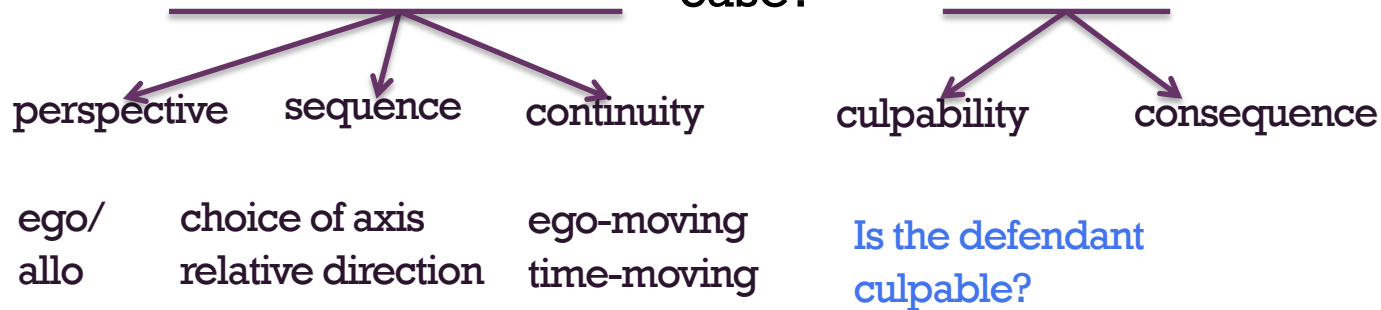 case?
perspective sequence continuity culpability consequence
ego/ choice of axis ego-moving Is the defendant
allo relative direction time-moving culpable?